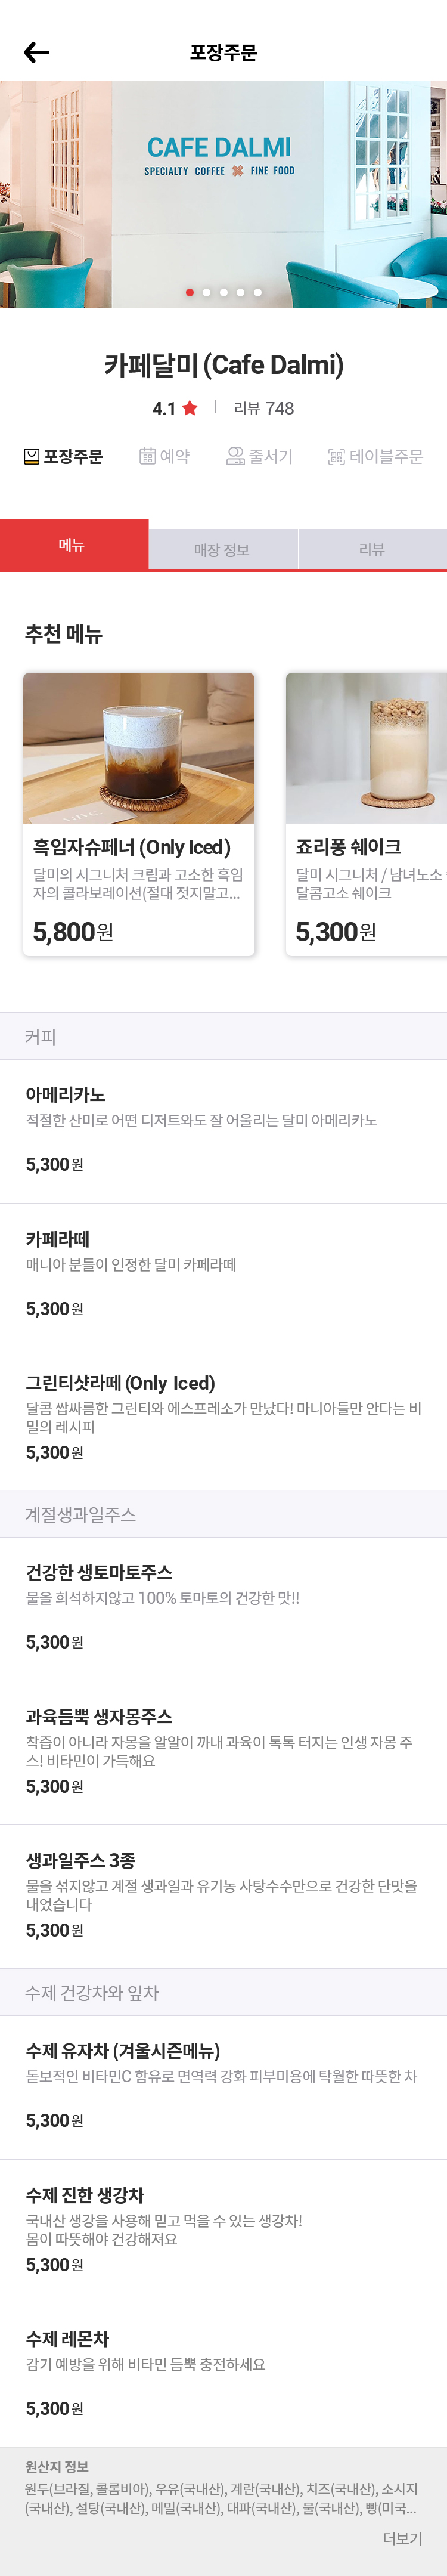 포장주문
CAFE DALMI
SPECIALTY COFFEE FINE FOOD
카페달미 (Cafe Dalmi)
4.1 리뷰 748
포장주문 예약 줄서기 테이블주문
메뉴 매장 정보 리뷰
추천 메뉴
흑임자슈페너 (Only Iced)
달미의 시그니처 크림과 고소한 흑임
자의 콜라보레이션(절대 젓지말고...
5,800원
죠리퐁 쉐이크
달미 시그니처 / 남녀노소
달콤고소 쉐이크
5,300원
커피
아메리카노
적절한 산미로 어떤 디저트와도 잘 어울리는 달미 아메리카노
5,300원
카페라떼
매니아 분들이 인정한 달미 카페라떼
5,300원
그린티샷라떼 (Only Iced)
달콤 쌉싸름한 그린티와 에스프레소가 만났다! 마니아들만 안다는 비
밀의 레시피
5,300원
계절생과일주스
건강한 생토마토주스
물을 희석하지않고 100% 토마토의 건강한 맛!!
5,300원
과육듬뿍 생자몽주스
착즙이 아니라 자몽을 알알이 까내 과육이 톡톡 터지는 인생 자몽 주
스! 비타민이 가득해요
5,300원
생과일주스 3종
물을 섞지않고 계절 생과일과 유기농 사탕수수만으로 건강한 단맛을
내었습니다
5,300원
수제 건강차와 잎차
수제 유자차 (겨울시즌메뉴)
돋보적인 비타민C 함유로 면역력 강화 피부미용에 탁월한 따뜻한 차
5,300원
수제 진한 생강차
국내산 생강을 사용해 믿고 먹을 수 있는 생강차!
몸이 따뜻해야 건강해져요
5,300원
수제 레몬차
감기 예방을 위해 비타민 듬뿍 충전하세요
5,300원
원산지 정보
원두(브라질, 콜롬비아), 우유(국내산), 계란(국내산), 치즈(국내산), 소시지
(국내산), 설탕(국내산), 메밀(국내산), 대파(국내산), 물(국내산), 빵(미국...
더보기